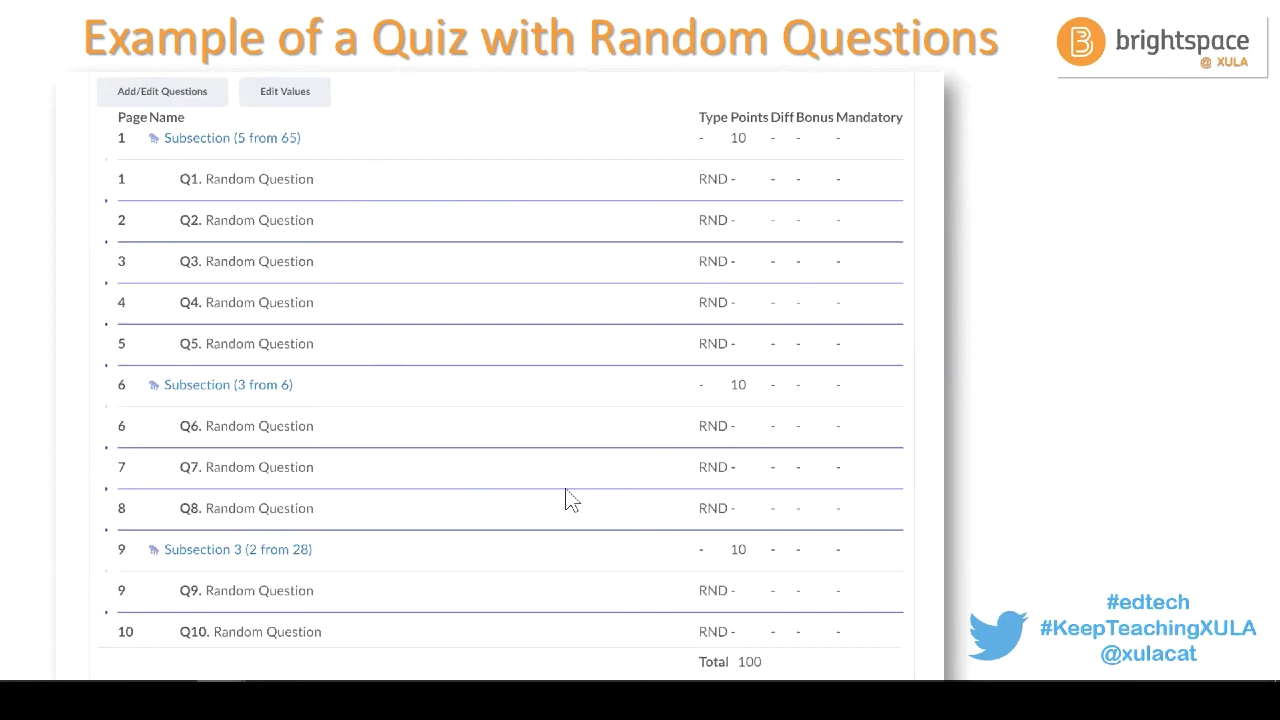 Example of a Quiz with Random Questions
brightspace
@ XULA
Add/Edit Questions Edit Values
Page Name Type Points Diff Bonus Mandatory
1 Subsection (5 from 65) - 10 - - -
1 Q1. Random Question RND - - - -
2 Q2. Random Question RND - - - -
3 Q3. Random Question RND - - - -
4 Q4. Random Question RND - - - -
5 Q5. Random Question RND - - - -
6 Subsection (3 from 6) - 10 - - -
6 Q6. Random Question RND - - - -
7 Q7. Random Question RND - - - -
8 Q8. Random Question RND - - - -
9 Subsection 3 (2 from 28) - 10 - - -
9 Q9. Random Question RND - - - -
10 Q10. Random Question RND - - - -
Total 100
#edtech
#KeepTeachingXULA
@xulacat